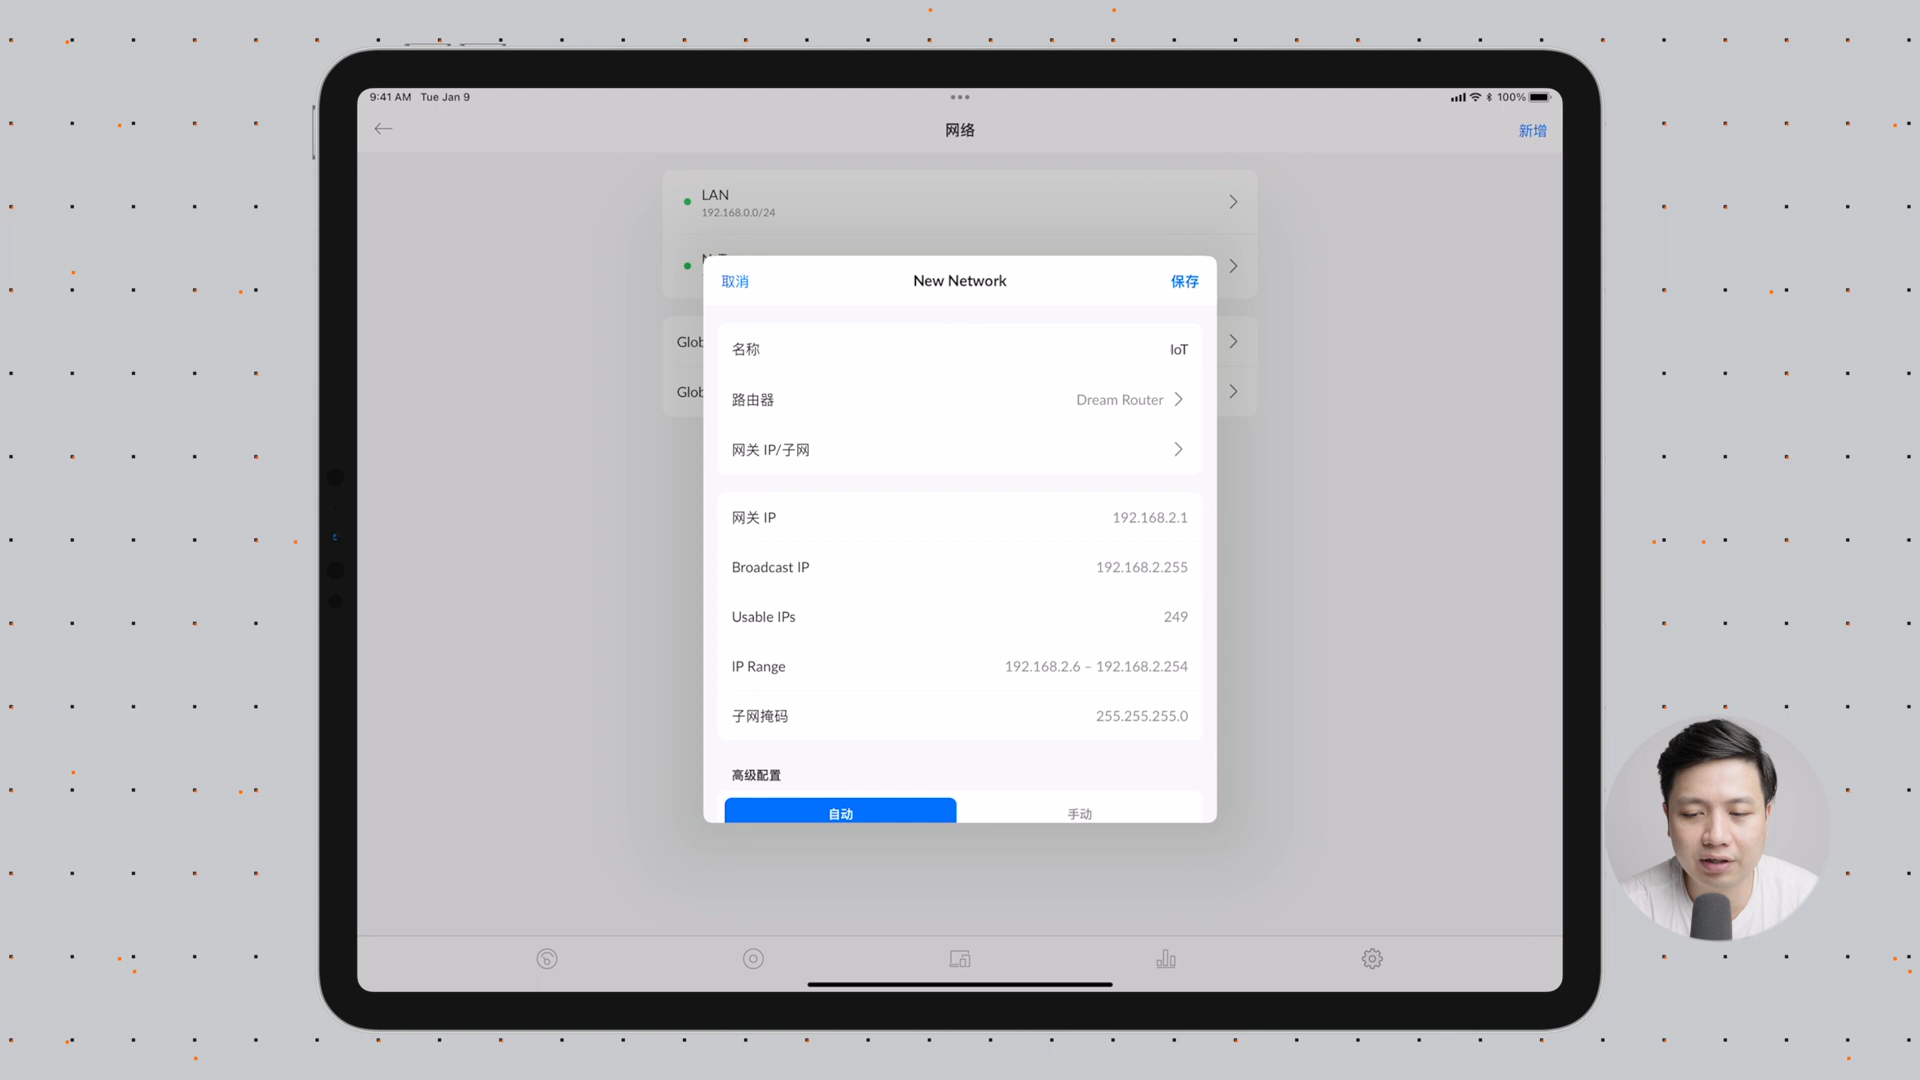 9:41 AM Tue Jan 9
100%
网络
新增
LAN
192.168.0.0/24
取消
New Network
保存
Glob
Glob
名称
IoT
路由器
Dream Router
网关 IP/子网
网关 IP
192.168.2.1
Broadcast IP
192.168.2.255
Usable IPs
249
IP Range
192.168.2.6 – 192.168.2.254
子网掩码
255.255.255.0
高级配置
自动
手动